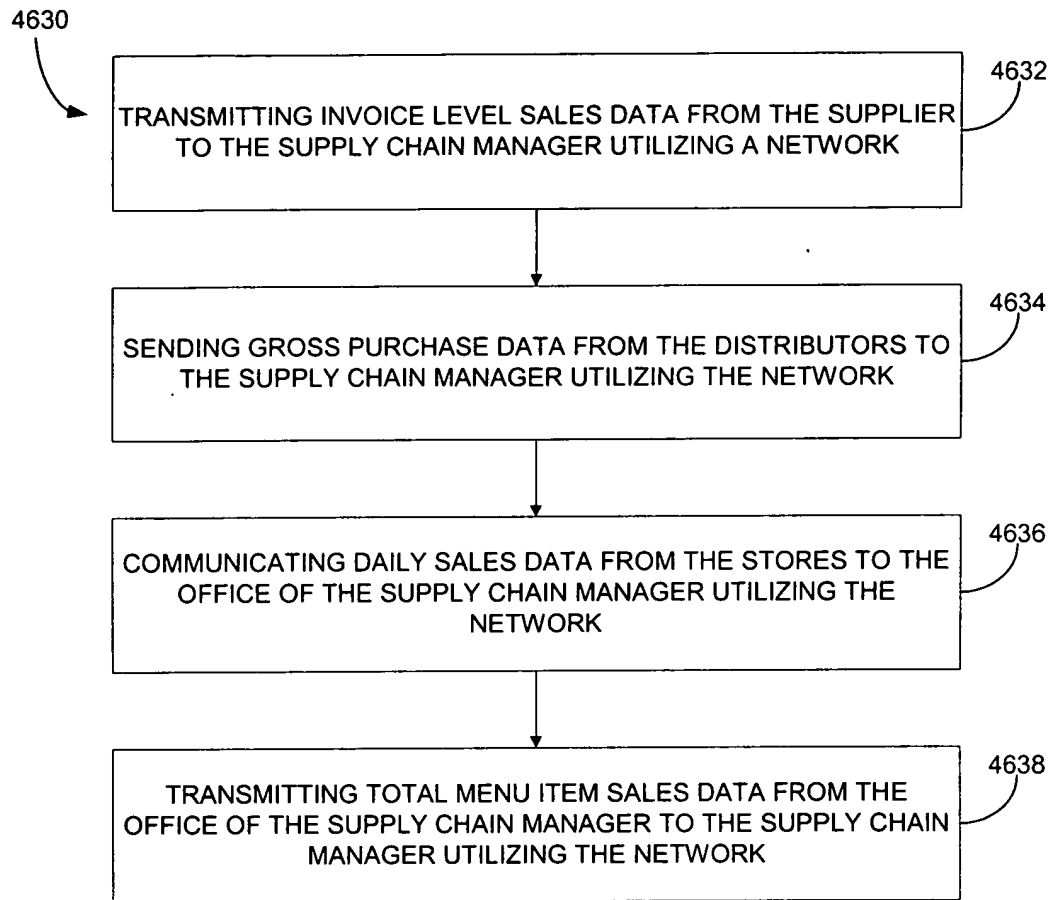 4630
4632
TRANSMITTING INVOICE LEVEL SALES DATA FROM THE SUPPLIER
TO THE SUPPLY CHAIN MANAGER UTILIZING A NETWORK
4634
SENDING GROSS PURCHASE DATA FROM THE DISTRIBUTORS TO
THE SUPPLY CHAIN MANAGER UTILIZING THE NETWORK
4636
COMMUNICATING DAILY SALES DATA FROM THE STORES TO THE
OFFICE OF THE SUPPLY CHAIN MANAGER UTILIZING THE
NETWORK
4638
TRANSMITTING TOTAL MENU ITEM SALES DATA FROM THE
OFFICE OF THE SUPPLY CHAIN MANAGER TO THE SUPPLY CHAIN
MANAGER UTILIZING THE NETWORK